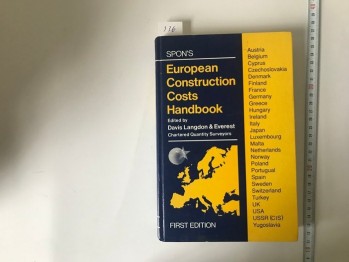 116
SPON'S
European
Construction
Costs
Handbook
Edited by
Davis Langdon & Everest
Chartered Quantity Surveyors
FIRST EDITION
Austria
Belgium
Cyprus
Czechoslovakia
Denmark
Finland
France
Germany
Greece
Hungary
Ireland
Italy
Japan
Luxembourg
Malta
Netherlands
Norway
Poland
Portugual
Spain
Sweden
Switzerland
Turkey
UK
USA
USSR (CIS)
Yugoslavia